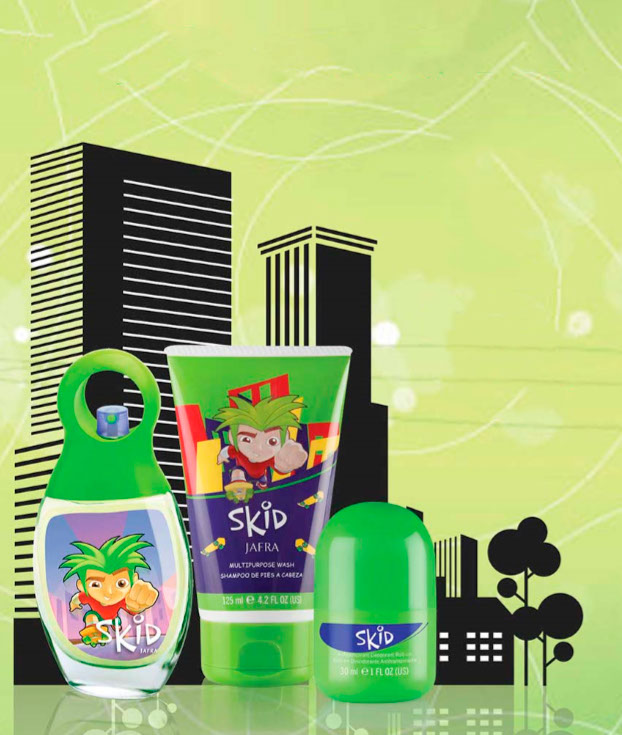 SKiD
JAFRA
SKiD
JAFRA
MULTIPURPOSE WASH
SHAMPOO DE PIES A CABEZA
125 ml ℮ 4.2 FL OZ (US)
SKiD
30 ml ℮ 1 FL OZ (US)